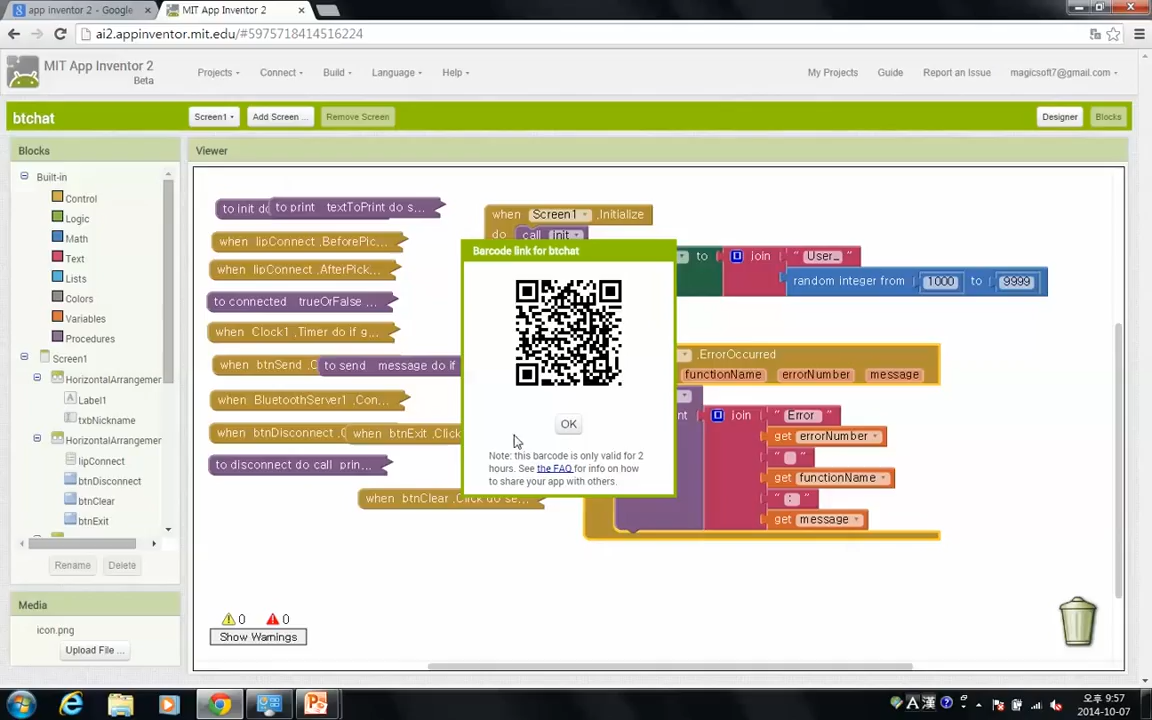 app inventor 2 - Google
MIT App Inventor 2
ai2.appinventor.mit.edu/#5975718414516224
MIT App Inventor 2
Beta
Projects
Connect
Build
Language
Help
My Projects
Guide
Report an Issue
magicsoft7@gmail.com
btchat
Screen1
Add Screen ...
Remove Screen
Designer
Blocks
Blocks
Viewer
Built-in
Control
Logic
Math
Text
Lists
Colors
Variables
Procedures
Screen1
HorizontalArrangemer
Label1
txbNickname
HorizontalArrangemer
lipConnect
btnDisconnect
btnClear
btnExit
Rename
Delete
Media
icon.png
Upload File ...
to init do
to print textToPrint do s...
when lipConnect .BeforePic...
when lipConnect .AfterPick...
to connected trueOrFalse ...
when Clock1 .Timer do if g...
when btnSend .C
to send message do if
when BluetoothServer1 .Con...
when btnDisconnect .C
when btnExit .Click
to disconnect do call prin...
when btnClear .Click do se...
when Screen1 .Initialize
do call init
to join " User_ "
random integer from 1000 to 9999
.ErrorOccurred
functionName errorNumber message
join " Error "
get errorNumber
" "
get functionName
" : "
get message
Barcode link for btchat
OK
Note: this barcode is only valid for 2
hours. See the FAQ for info on how
to share your app with others.
0 0
Show Warnings
A 漢
오후 9:57
2014-10-07